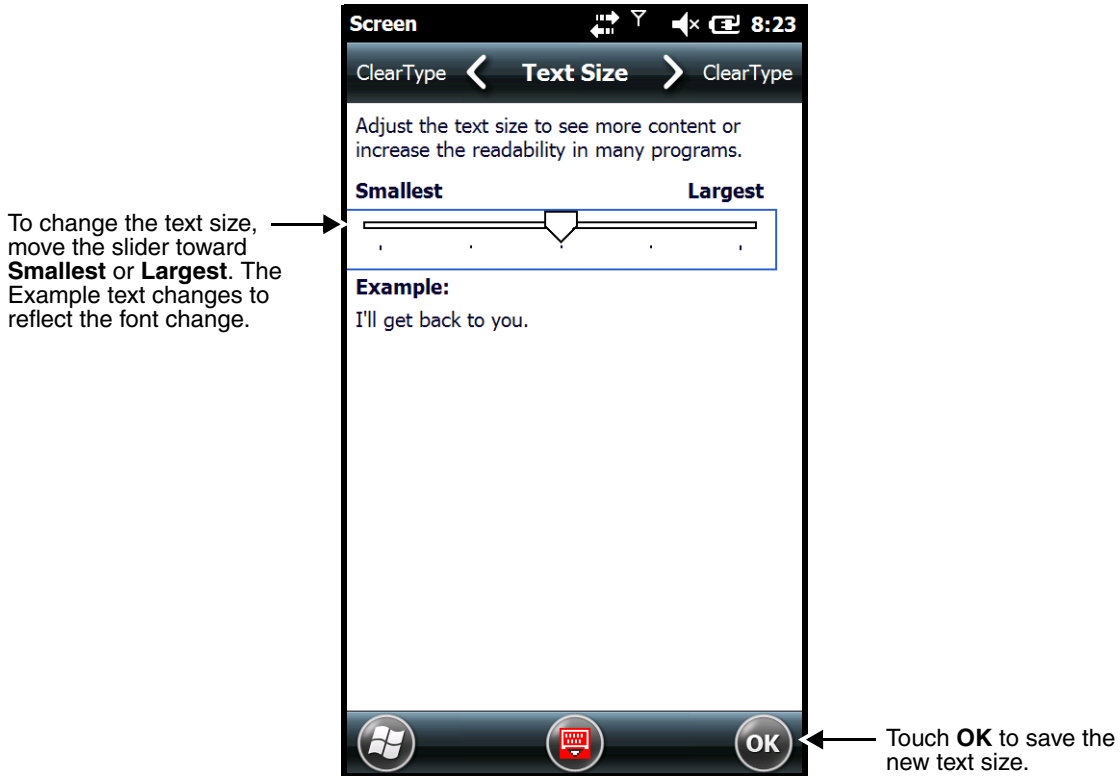 Screen
8:23
ClearType
Text Size
ClearType
Adjust the text size to see more content or
increase the readability in many programs.
Smallest
Largest
To change the text size,
move the slider toward
Smallest or Largest. The
Example text changes to
reflect the font change.
Example:
I'll get back to you.
OK
Touch OK to save the
new text size.